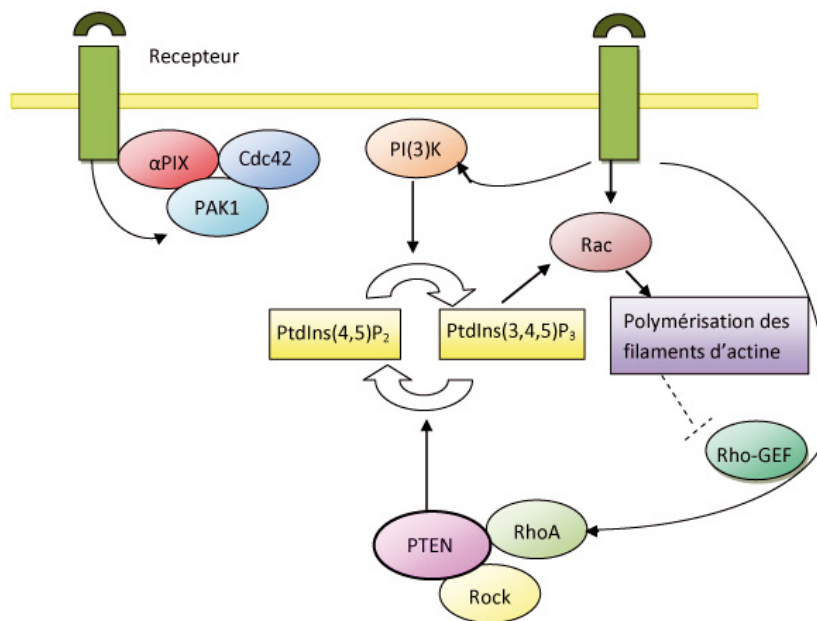 Recepteur
αPIX
Cdc42
PAK1
PI(3)K
Rac
PtdIns(4,5)P₂
PtdIns(3,4,5)P₃
Polymérisation des
filaments d'actine
Rho-GEF
PTEN
RhoA
Rock